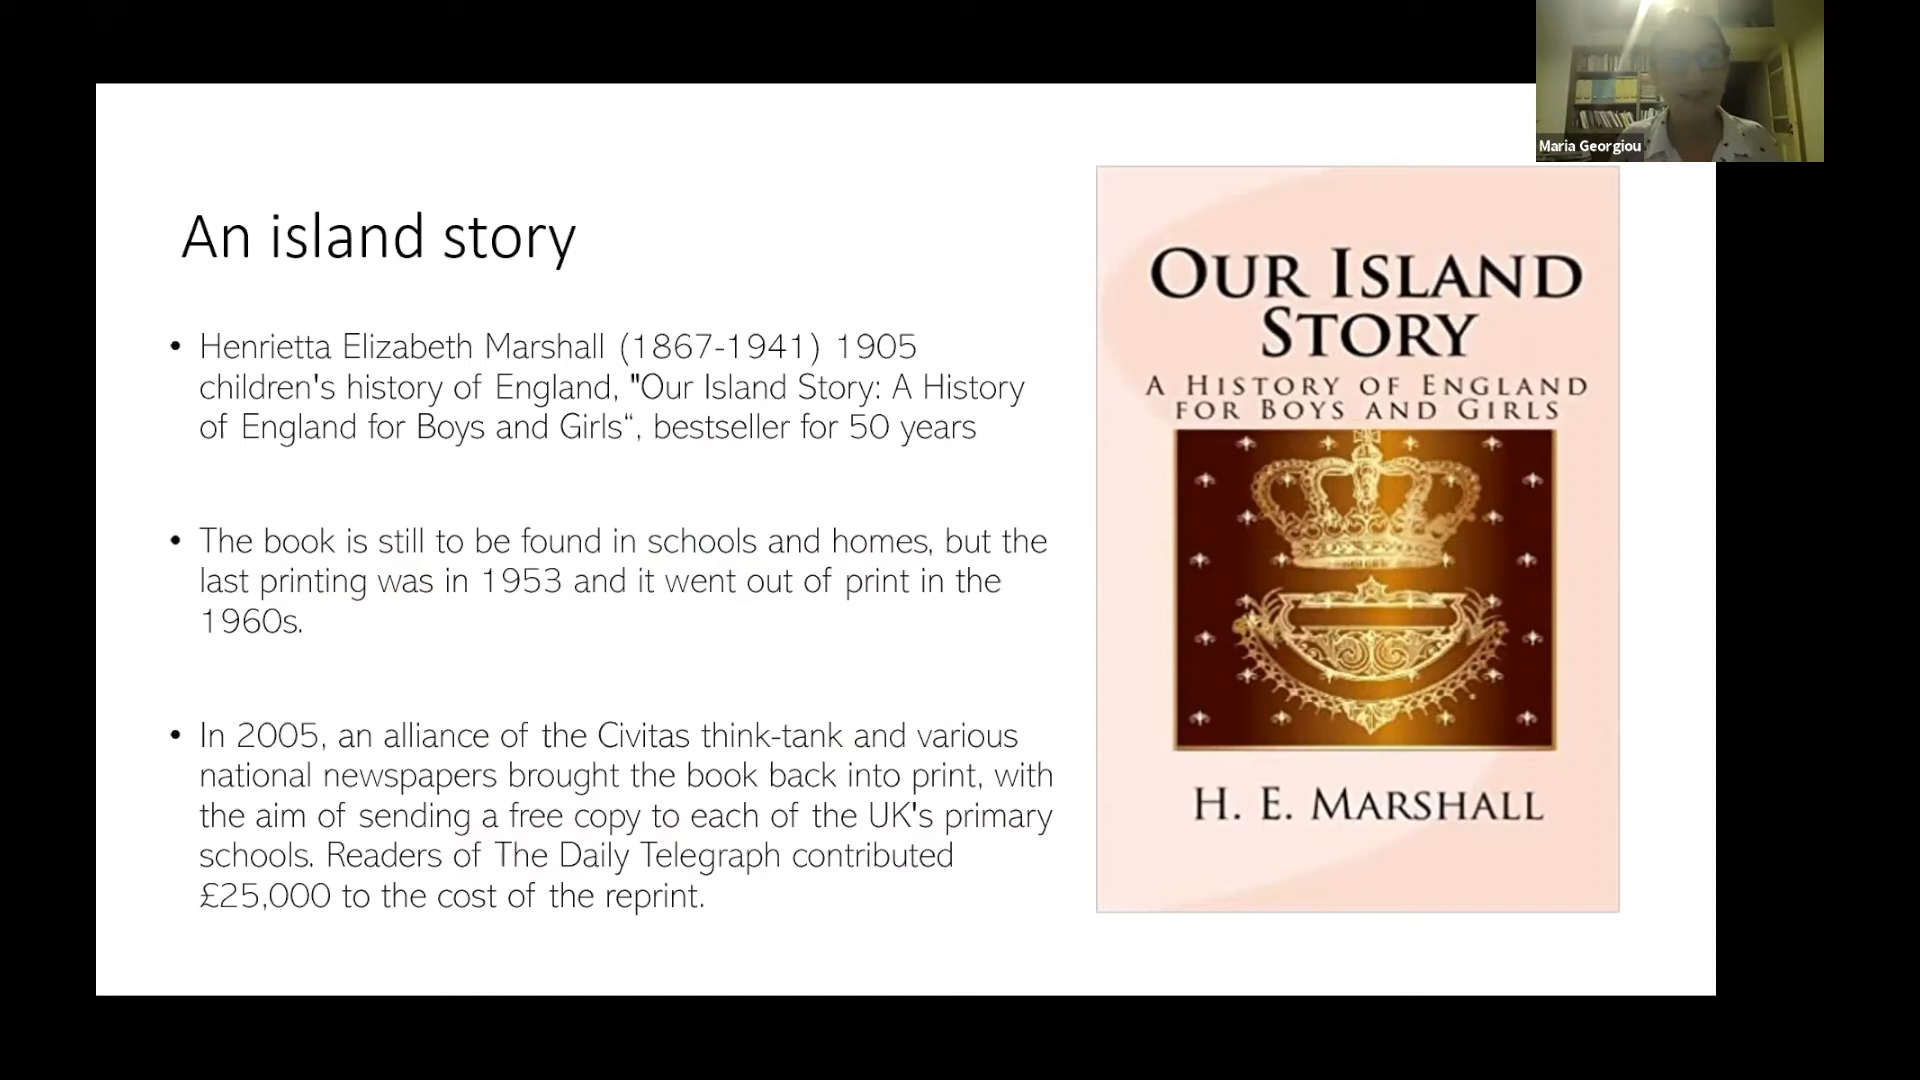 Maria Georgiou
An island story
• Henrietta Elizabeth Marshall (1867-1941) 1905
children's history of England, "Our Island Story: A History
of England for Boys and Girls“, bestseller for 50 years
• The book is still to be found in schools and homes, but the
last printing was in 1953 and it went out of print in the
1960s.
• In 2005, an alliance of the Civitas think-tank and various
national newspapers brought the book back into print, with
the aim of sending a free copy to each of the UK's primary
schools. Readers of The Daily Telegraph contributed
£25,000 to the cost of the reprint.
OUR ISLAND
STORY
A HISTORY OF ENGLAND
FOR BOYS AND GIRLS
H. E. MARSHALL